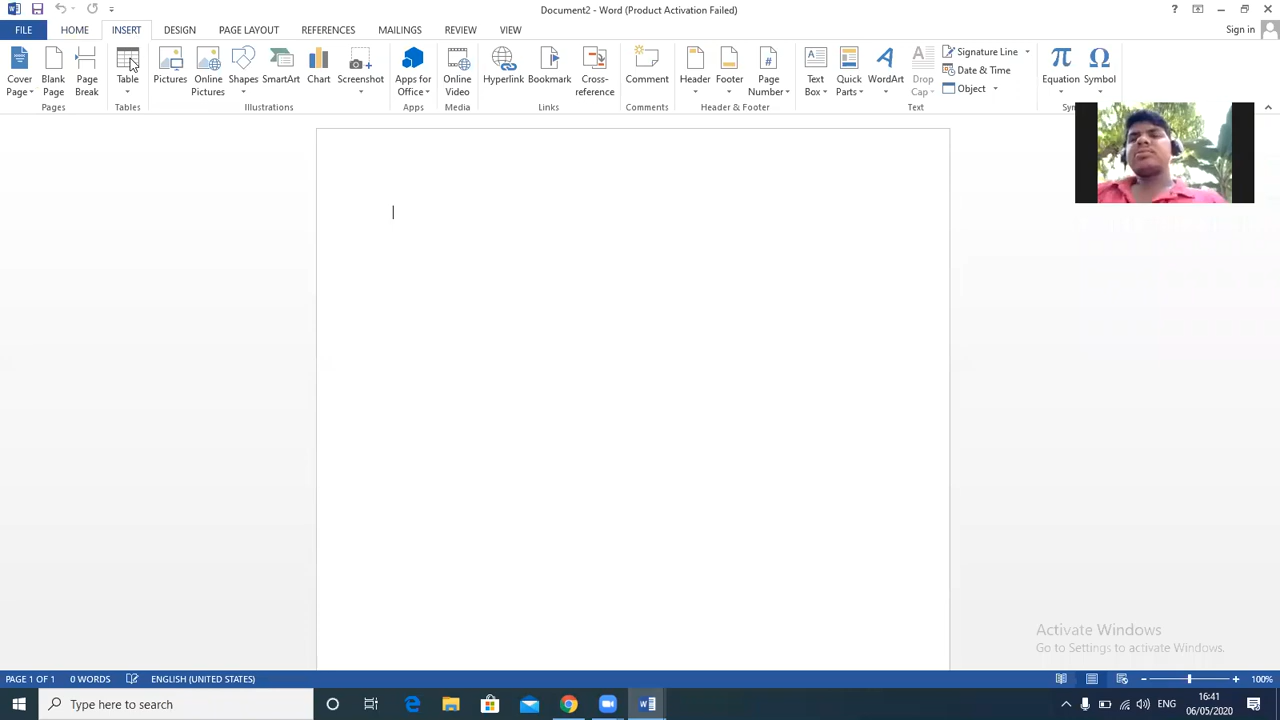 Document2 - Word (Product Activation Failed)
?
FILE HOME INSERT DESIGN PAGE LAYOUT REFERENCES MAILINGS REVIEW VIEW
Sign in
Cover Page
Blank Page
Page Break
Pages
Table
Tables
Pictures
Online Pictures
Shapes
SmartArt
Chart
Screenshot
Illustrations
Apps for Office
Apps
Online Video
Media
Hyperlink
Bookmark
Cross-reference
Links
Comment
Comments
Header
Footer
Page Number
Header & Footer
Text Box
Quick Parts
WordArt
Drop Cap
Signature Line
Date & Time
Object
Text
π Equation
Ω Symbol
Activate Windows
Go to Settings to activate Windows.
PAGE 1 OF 1 0 WORDS ENGLISH (UNITED STATES)
100%
Type here to search
ENG
16:41
06/05/2020